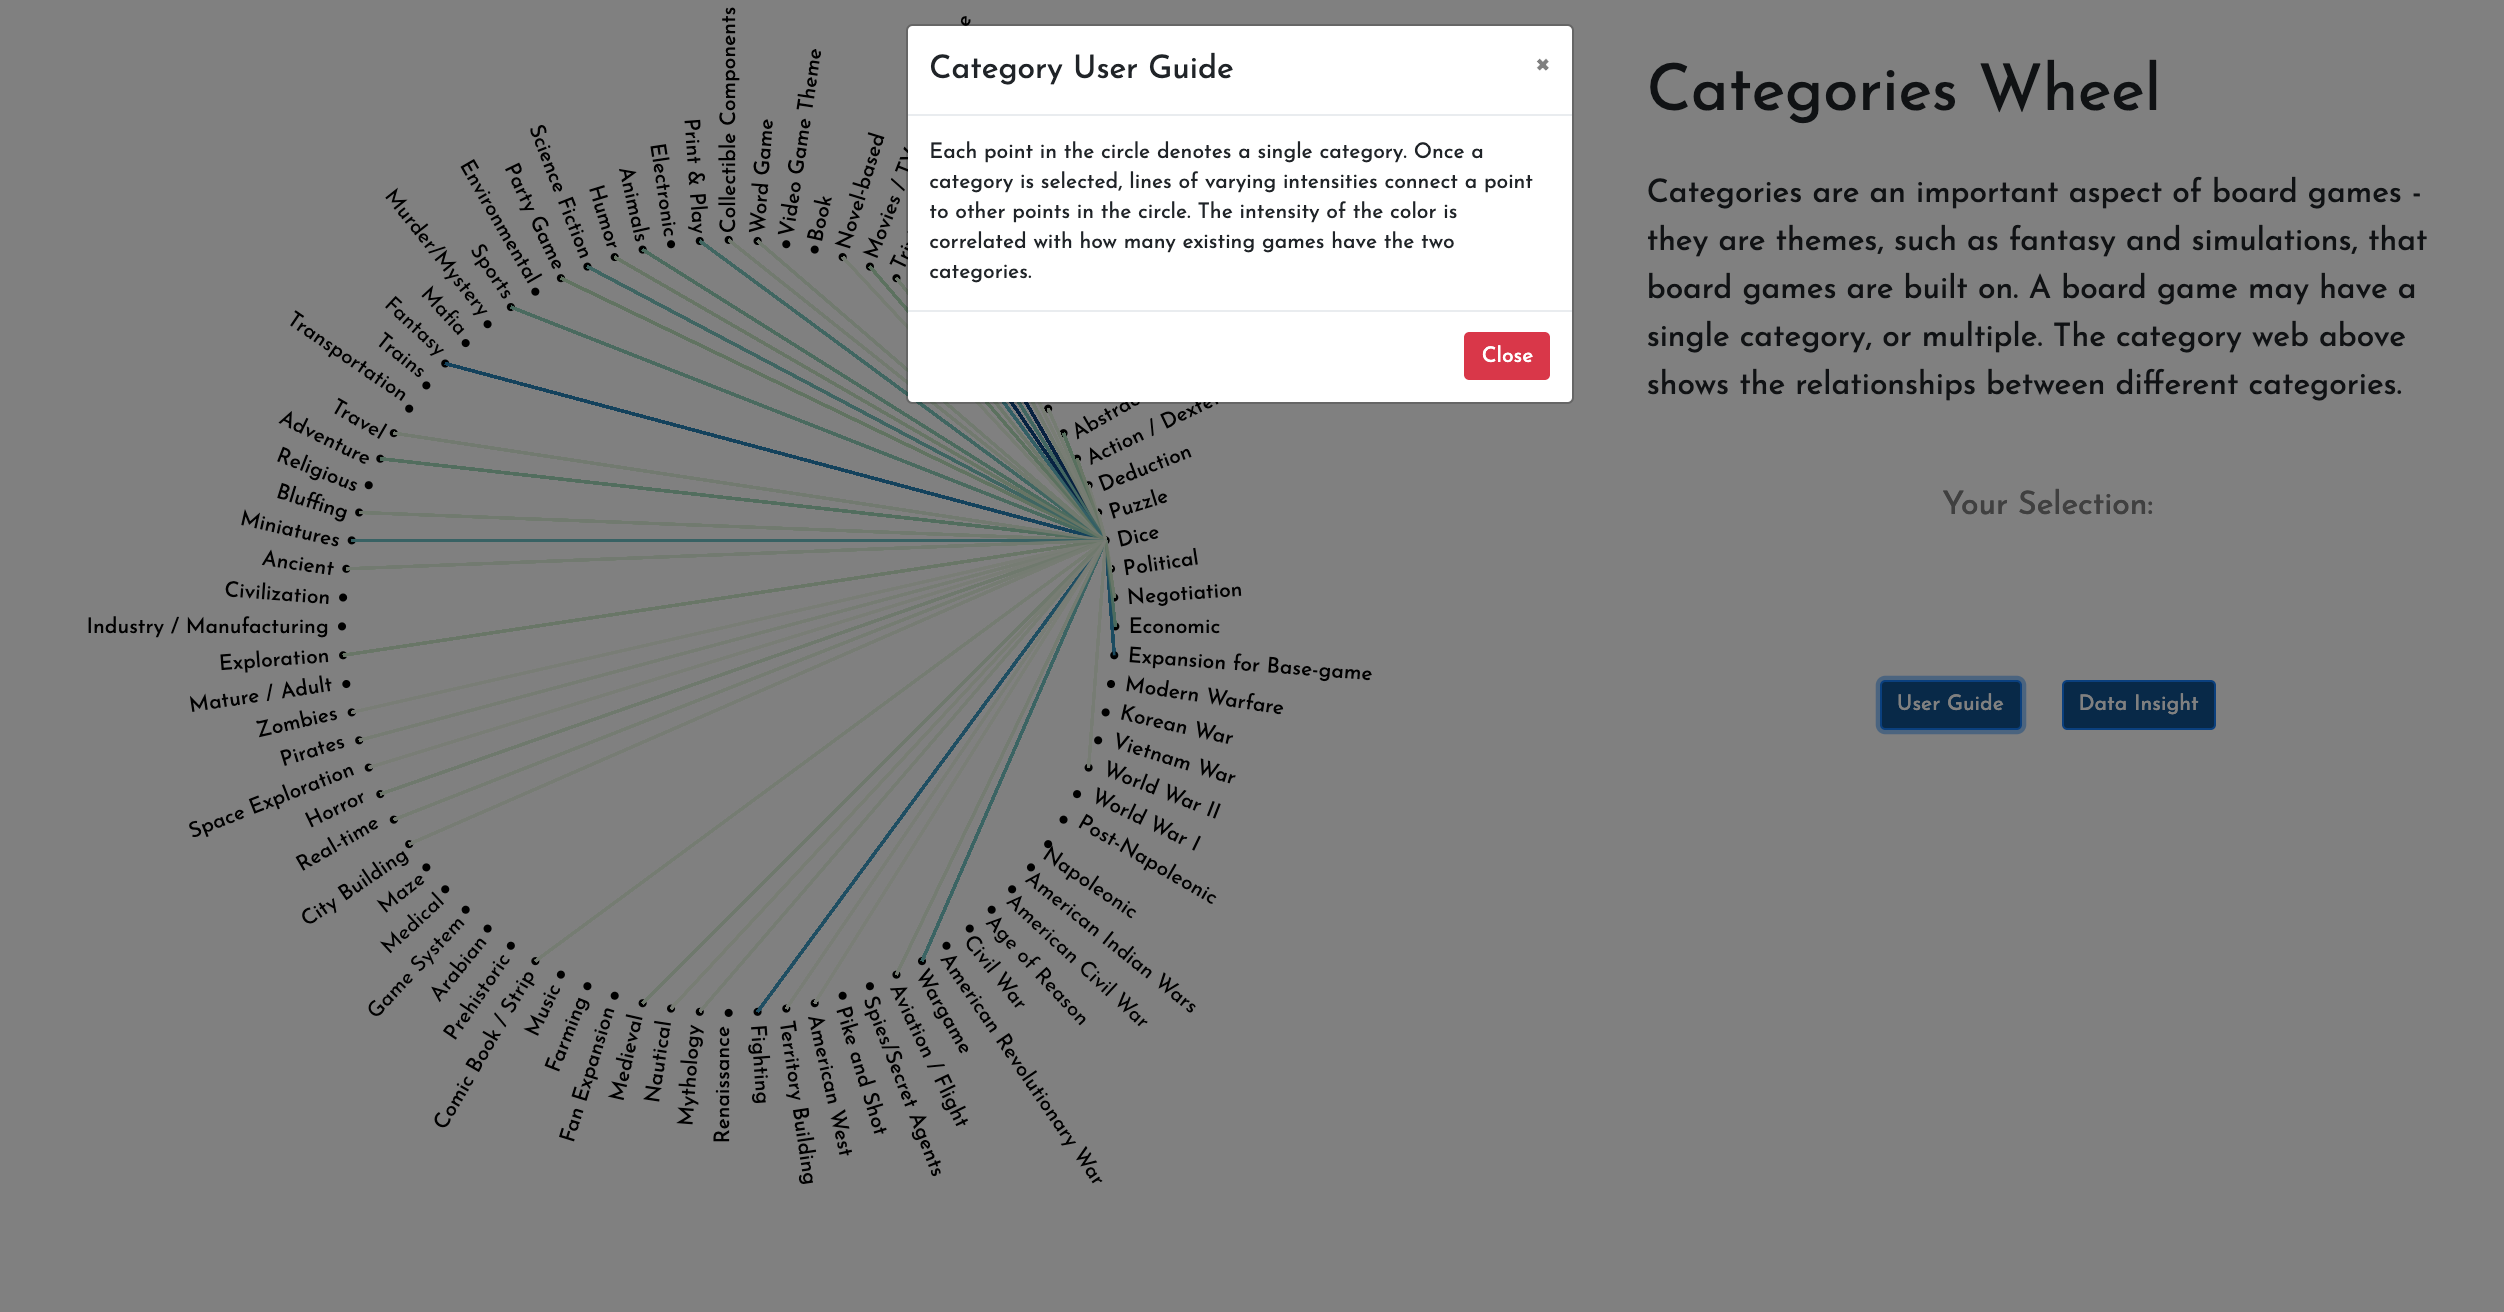 Category User Guide
×
Each point in the circle denotes a single category. Once a
category is selected, lines of varying intensities connect a point
to other points in the circle. The intensity of the color is
correlated with how many existing games have the two
categories.
Close
Categories Wheel
Categories are an important aspect of board games -
they are themes, such as fantasy and simulations, that
board games are built on. A board game may have a
single category, or multiple. The category web above
shows the relationships between different categories.
Your Selection:
User Guide
Data Insight
Novel-based
Book
Video Game Theme
Word Game
Collectible Components
Print & Play
Electronic
Animals
Humor
Science Fiction
Party Game
Environmental
Sports
Murder/Mystery
Mafia
Fantasy
Trains
Transportation
Travel
Adventure
Religious
Bluffing
Miniatures
Ancient
Civilization
Industry / Manufacturing
Exploration
Mature / Adult
Zombies
Pirates
Space Exploration
Horror
Real-time
City Building
Maze
Medical
Game System
Arabian
Prehistoric
Comic Book / Strip
Music
Farming
Fan Expansion
Medieval
Nautical
Mythology
Renaissance
Fighting
Territory Building
American West
Pike and Shot
Spies/Secret Agents
Aviation / Flight
Wargame
American Revolutionary War
Civil War
Age of Reason
American Civil War
American Indian Wars
Napoleonic
Post-Napoleonic
World War I
World War II
Vietnam War
Korean War
Modern Warfare
Expansion for Base-game
Economic
Negotiation
Political
Dice
Puzzle
Deduction
Action /
Movies /